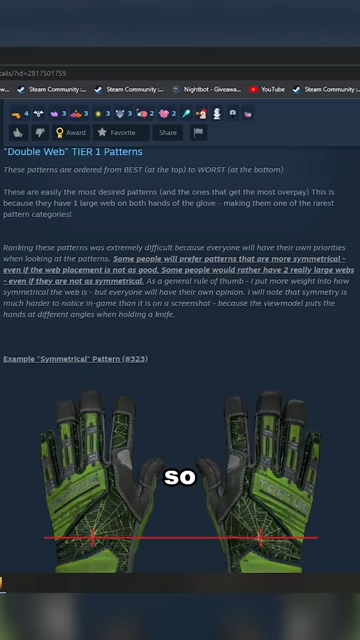 tails/?id=2817501759
w...
Steam Community :...
Steam Community :...
Nightbot - Giveawa...
YouTube
Steam Communit
4 3 3 3 3 2 2
Award
Favorite
Share
"Double Web" TIER 1 Patterns
These patterns are ordered from BEST (at the top) to WORST (at the bottom)
These are easily the most desired patterns (and the ones that get the most overpay) This is
because they have 1 large web on both hands of the glove - making them one of the rarest
pattern categories!
Ranking these patterns was extremely difficult because everyone will have their own priorities
when looking at the patterns. Some people will prefer patterns that are more symmetrical -
even if the web placement is not as good. Some people would rather have 2 really large webs
- even if they are not as symmetrical. As a general rule of thumb - I put more weight into how
symmetrical the web is - but everyone will have their own opinion. I will note that symmetry is
much harder to notice in-game than it is on a screenshot - because the viewmodel puts the
hands at different angles when holding a knife.
Example "Symmetrical" Pattern (#323)
SO